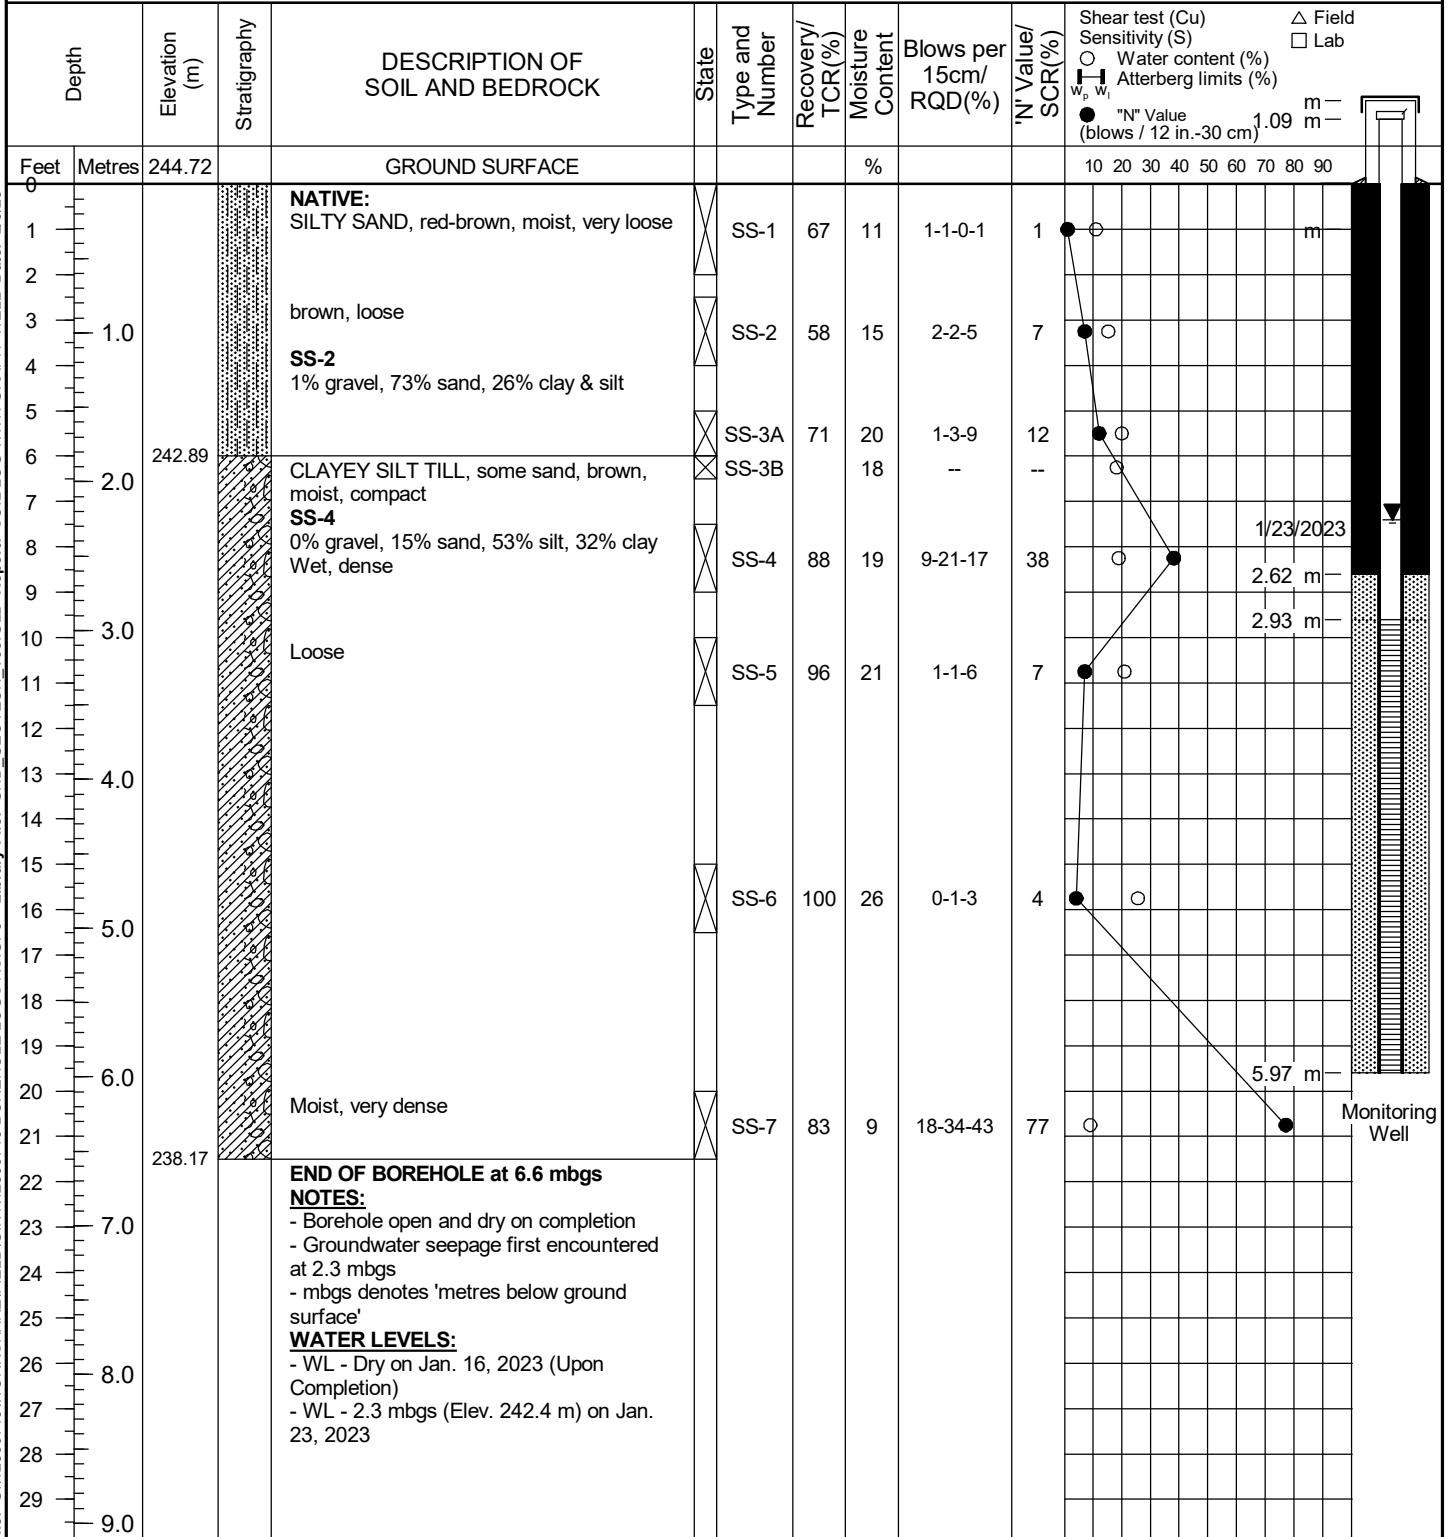 Depth
Elevation (m)
Stratigraphy
DESCRIPTION OF
SOIL AND BEDROCK
State
Type and Number
Recovery/ TCR(%)
Moisture Content
Blows per
15cm/
RQD(%)
'N' Value/ SCR(%)
Shear test (Cu) △ Field
Sensitivity (S) □ Lab
○ Water content (%)
Wp Wl Atterberg limits (%)
● "N" Value
(blows / 12 in.-30 cm)
m
1.09 m
Feet Metres 244.72 GROUND SURFACE %
10 20 30 40 50 60 70 80 90
0
NATIVE:
SILTY SAND, red-brown, moist, very loose
1 SS-1 67 11 1-1-0-1 1 m
2
brown, loose
3 1.0 SS-2 58 15 2-2-5 7
SS-2
4
1% gravel, 73% sand, 26% clay & silt
5
SS-3A 71 20 1-3-9 12
6 242.89
CLAYEY SILT TILL, some sand, brown,
SS-3B 18 -- --
2.0
moist, compact
7
SS-4
1/23/2023
0% gravel, 15% sand, 53% silt, 32% clay
8 SS-4 88 19 9-21-17 38
Wet, dense
2.62 m
9
2.93 m
10 3.0
Loose
SS-5 96 21 1-1-6 7
11
12
13
4.0
14
15
SS-6 100 26 0-1-3 4
16
5.0
17
18
19
6.0 5.97 m
20
Moist, very dense
Monitoring
Well
SS-7 83 9 18-34-43 77
21
238.17
END OF BOREHOLE at 6.6 mbgs
22
NOTES:
- Borehole open and dry on completion
23 7.0
- Groundwater seepage first encountered
at 2.3 mbgs
24
- mbgs denotes 'metres below ground
surface'
25
WATER LEVELS:
- WL - Dry on Jan. 16, 2023 (Upon
26 8.0
Completion)
27
- WL - 2.3 mbgs (Elev. 242.4 m) on Jan.
23, 2023
28
29
9.0